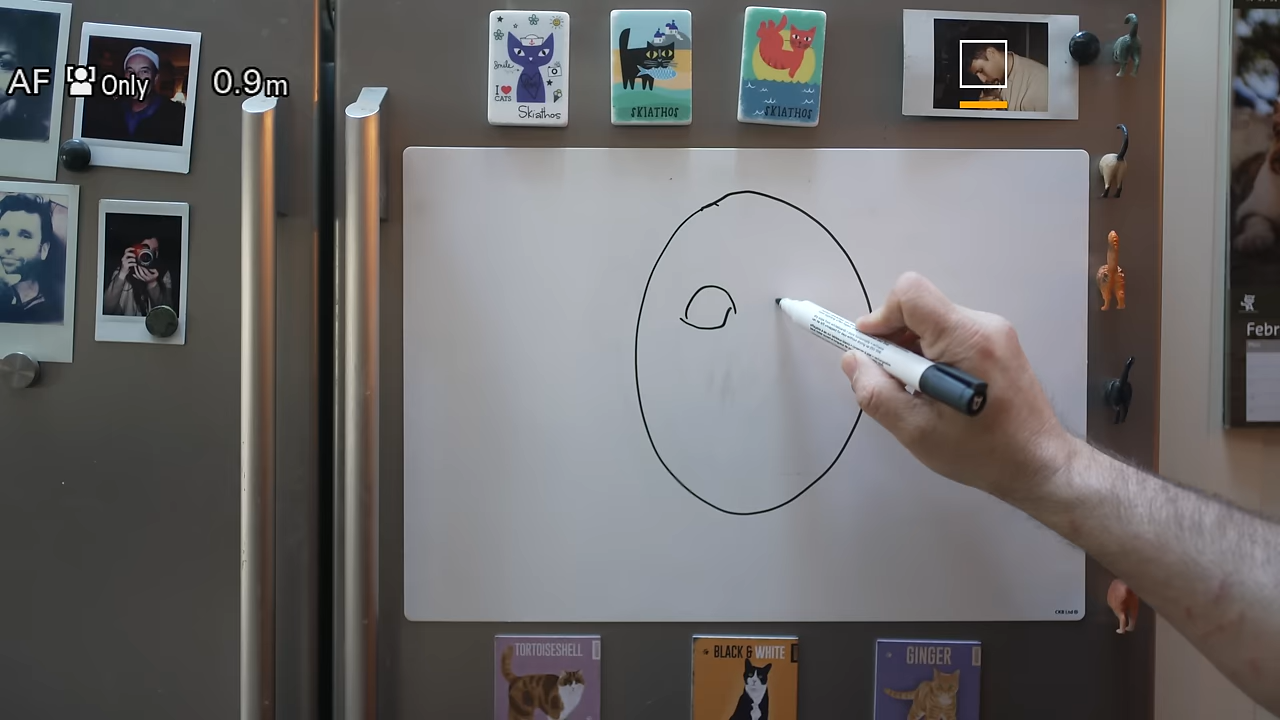 AF Only 0.9m
Smile
I ❤ CATS
Skiathos
SKIATHOS
SKIATHOS
Febr
TORTOISESHELL
BLACK & WHITE
GINGER